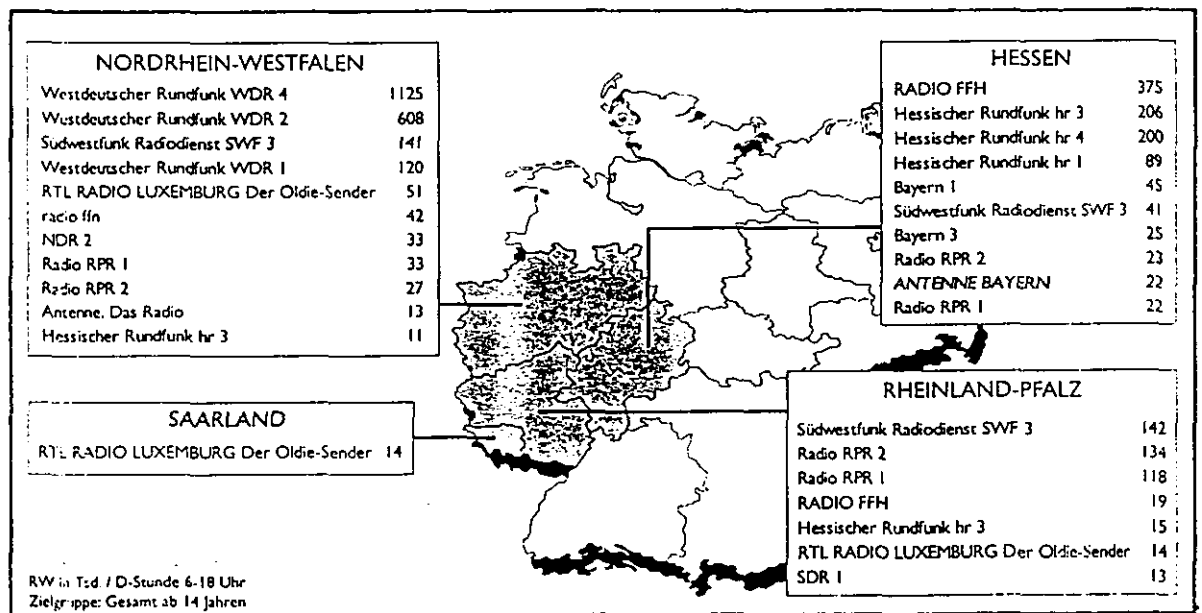 NORDRHEIN-WESTFALEN
Westdeutscher Rundfunk WDR 4 1125
Westdeutscher Rundfunk WDR 2 608
Südwestfunk Radiodienst SWF 3 141
Westdeutscher Rundfunk WDR 1 120
RTL RADIO LUXEMBURG Der Oldie-Sender 51
radio ffn 42
NDR 2 33
Radio RPR 1 33
Radio RPR 2 27
Antenne. Das Radio 13
Hessischer Rundfunk hr 3 11
SAARLAND
RTL RADIO LUXEMBURG Der Oldie-Sender 14
HESSEN
RADIO FFH 375
Hessischer Rundfunk hr 3 206
Hessischer Rundfunk hr 4 200
Hessischer Rundfunk hr 1 89
Bayern 1 45
Südwestfunk Radiodienst SWF 3 41
Bayern 3 25
Radio RPR 2 23
ANTENNE BAYERN 22
Radio RPR 1 22
RHEINLAND-PFALZ
Südwestfunk Radiodienst SWF 3 142
Radio RPR 2 134
Radio RPR 1 118
RADIO FFH 19
Hessischer Rundfunk hr 3 15
RTL RADIO LUXEMBURG Der Oldie-Sender 14
SDR 1 13
RW in Tsd. / D-Stunde 6-18 Uhr
Zielgruppe: Gesamt ab 14 Jahren